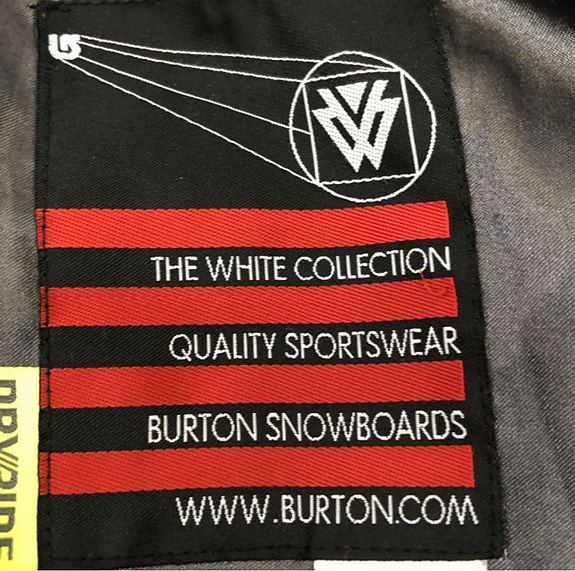 THE WHITE COLLECTION
QUALITY SPORTSWEAR
BURTON SNOWBOARDS
WWW.BURTON.COM